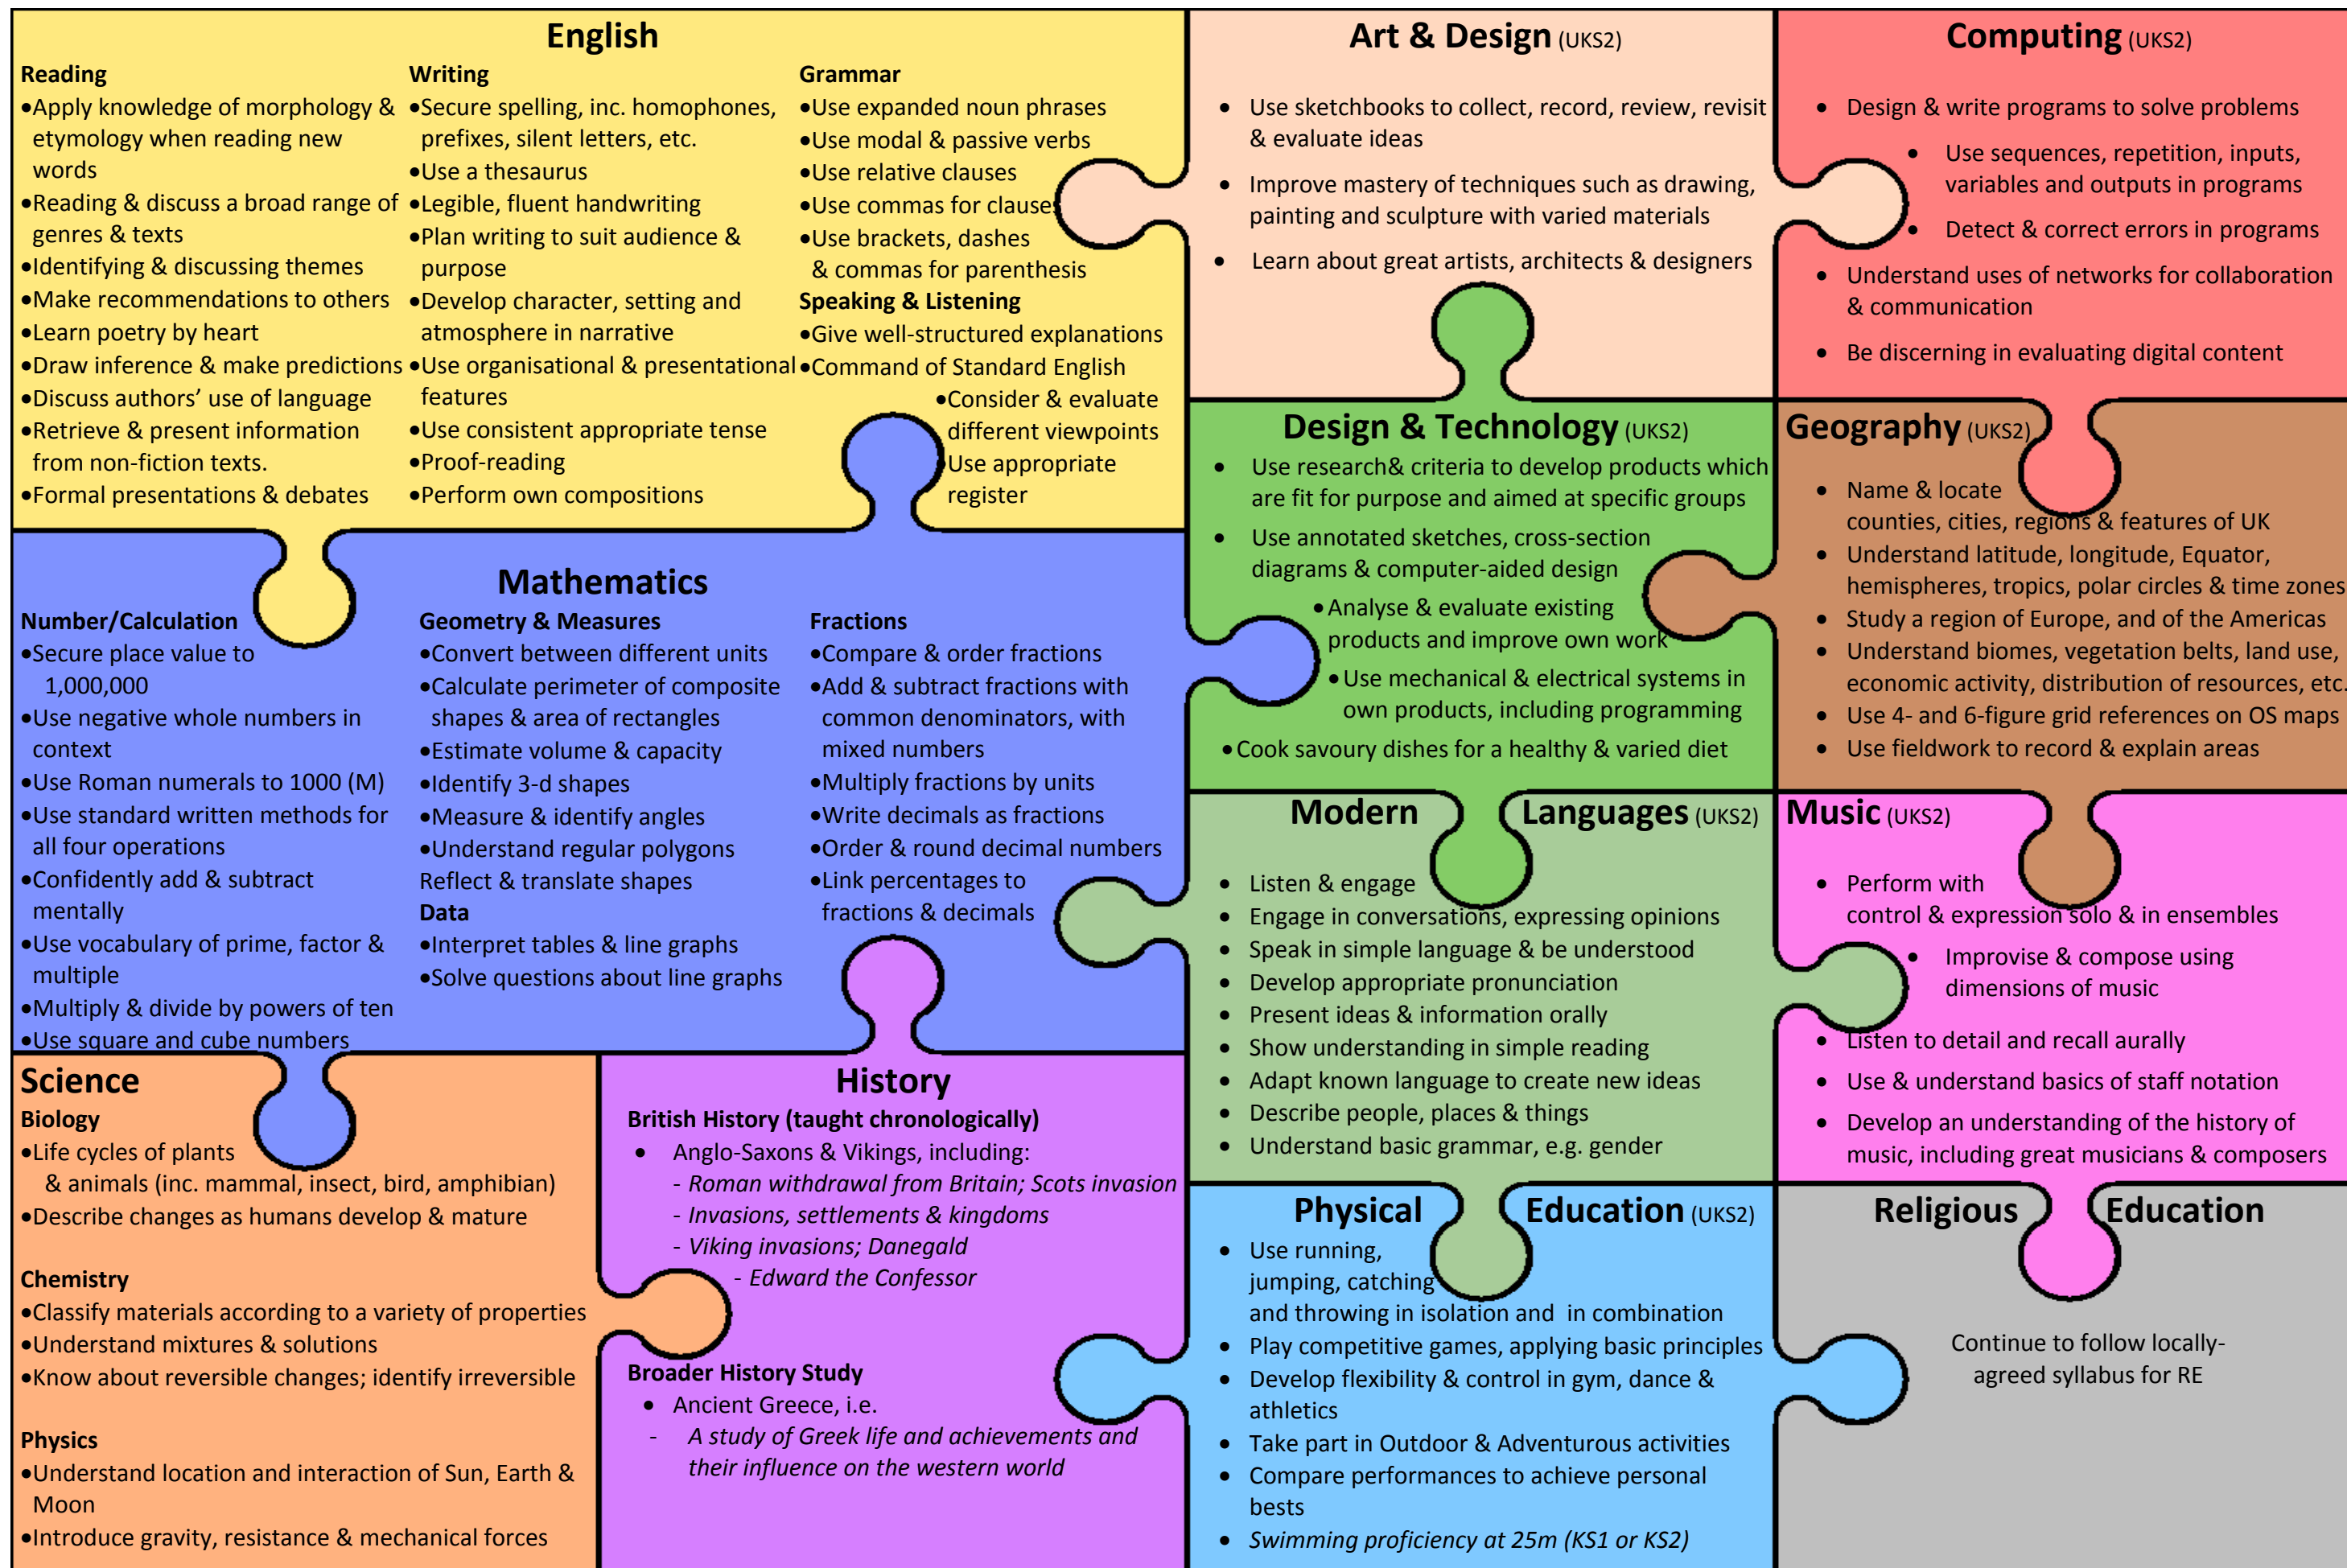 English
Reading
•Apply knowledge of morphology &
etymology when reading new
words
•Reading & discuss a broad range of
genres & texts
•Identifying & discussing themes
•Make recommendations to others
•Learn poetry by heart
•Draw inference & make predictions
•Discuss authors’ use of language
•Retrieve & present information
from non-fiction texts.
•Formal presentations & debates
Writing
•Secure spelling, inc. homophones,
prefixes, silent letters, etc.
•Use a thesaurus
•Legible, fluent handwriting
•Plan writing to suit audience &
purpose
•Develop character, setting and
atmosphere in narrative
•Use organisational & presentational
features
•Use consistent appropriate tense
•Proof-reading
•Perform own compositions
Grammar
•Use expanded noun phrases
•Use modal & passive verbs
•Use relative clauses
•Use commas for clauses
•Use brackets, dashes
& commas for parenthesis
Speaking & Listening
•Give well-structured explanations
•Command of Standard English
•Consider & evaluate
different viewpoints
•Use appropriate
register
Art & Design (UKS2)
• Use sketchbooks to collect, record, review, revisit
& evaluate ideas
• Improve mastery of techniques such as drawing,
painting and sculpture with varied materials
• Learn about great artists, architects & designers
Computing (UKS2)
• Design & write programs to solve problems
• Use sequences, repetition, inputs,
variables and outputs in programs
• Detect & correct errors in programs
• Understand uses of networks for collaboration
& communication
• Be discerning in evaluating digital content
Mathematics
Number/Calculation
•Secure place value to
1,000,000
•Use negative whole numbers in
context
•Use Roman numerals to 1000 (M)
•Use standard written methods for
all four operations
•Confidently add & subtract
mentally
•Use vocabulary of prime, factor &
multiple
•Multiply & divide by powers of ten
•Use square and cube numbers
Geometry & Measures
•Convert between different units
•Calculate perimeter of composite
shapes & area of rectangles
•Estimate volume & capacity
•Identify 3-d shapes
•Measure & identify angles
•Understand regular polygons
Reflect & translate shapes
Data
•Interpret tables & line graphs
•Solve questions about line graphs
Fractions
•Compare & order fractions
•Add & subtract fractions with
common denominators, with
mixed numbers
•Multiply fractions by units
•Write decimals as fractions
•Order & round decimal numbers
•Link percentages to
fractions & decimals
Design & Technology (UKS2)
• Use research& criteria to develop products which
are fit for purpose and aimed at specific groups
• Use annotated sketches, cross-section
diagrams & computer-aided design
•Analyse & evaluate existing
products and improve own work
•Use mechanical & electrical systems in
own products, including programming
•Cook savoury dishes for a healthy & varied diet
Geography (UKS2)
• Name & locate
counties, cities, regions & features of UK
• Understand latitude, longitude, Equator,
hemispheres, tropics, polar circles & time zones
• Study a region of Europe, and of the Americas
• Understand biomes, vegetation belts, land use,
economic activity, distribution of resources, etc.
• Use 4- and 6-figure grid references on OS maps
• Use fieldwork to record & explain areas
Modern Languages (UKS2)
• Listen & engage
• Engage in conversations, expressing opinions
• Speak in simple language & be understood
• Develop appropriate pronunciation
• Present ideas & information orally
• Show understanding in simple reading
• Adapt known language to create new ideas
• Describe people, places & things
• Understand basic grammar, e.g. gender
Music (UKS2)
• Perform with
control & expression solo & in ensembles
• Improvise & compose using
dimensions of music
• Listen to detail and recall aurally
• Use & understand basics of staff notation
• Develop an understanding of the history of
music, including great musicians & composers
Science
Biology
•Life cycles of plants
& animals (inc. mammal, insect, bird, amphibian)
•Describe changes as humans develop & mature
Chemistry
•Classify materials according to a variety of properties
•Understand mixtures & solutions
•Know about reversible changes; identify irreversible
Physics
•Understand location and interaction of Sun, Earth &
Moon
•Introduce gravity, resistance & mechanical forces
History
British History (taught chronologically)
• Anglo-Saxons & Vikings, including:
- Roman withdrawal from Britain; Scots invasion
- Invasions, settlements & kingdoms
- Viking invasions; Danegald
- Edward the Confessor
Broader History Study
• Ancient Greece, i.e.
- A study of Greek life and achievements and
their influence on the western world
Physical Education (UKS2)
• Use running,
jumping, catching
and throwing in isolation and in combination
• Play competitive games, applying basic principles
• Develop flexibility & control in gym, dance &
athletics
• Take part in Outdoor & Adventurous activities
• Compare performances to achieve personal
bests
• Swimming proficiency at 25m (KS1 or KS2)
Religious Education
Continue to follow locally-
agreed syllabus for RE